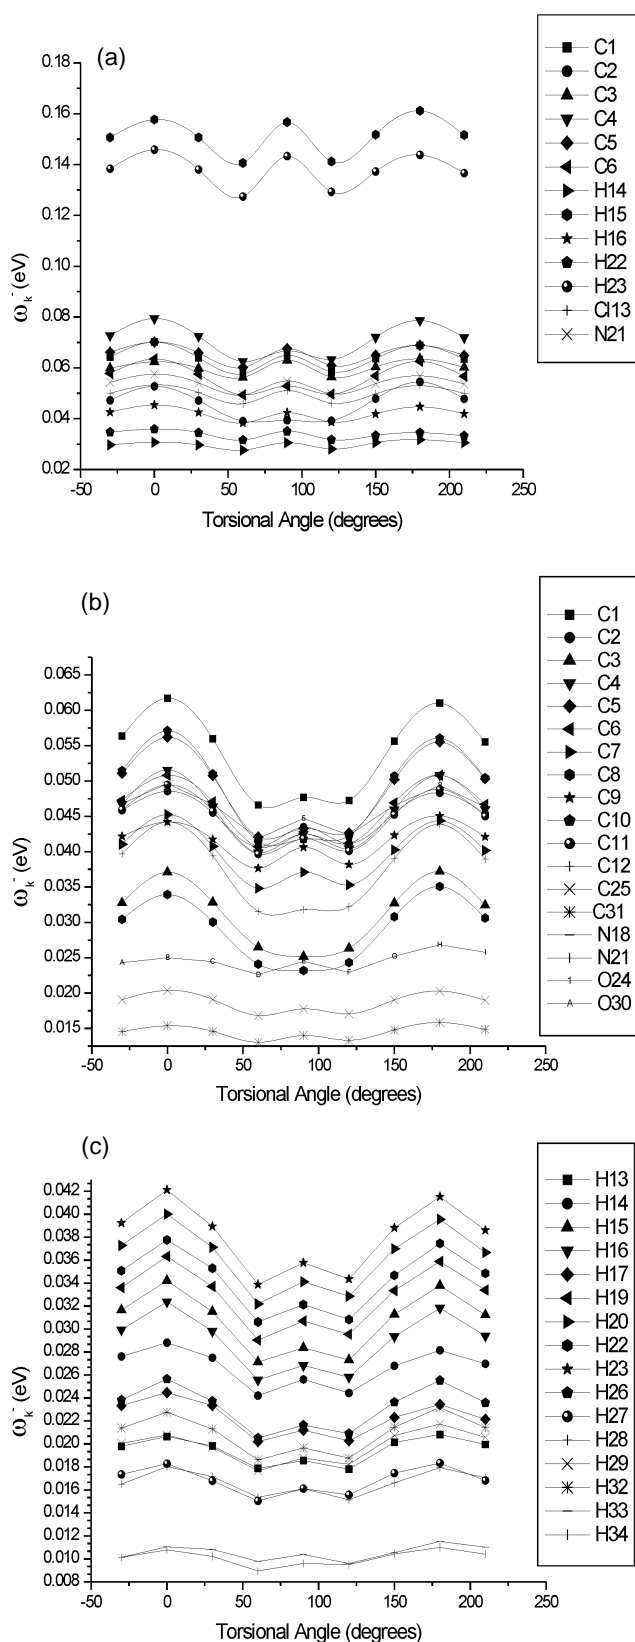 (a)
0.18
0.16
0.14
0.12
0.10
0.08
0.06
0.04
0.02
-50 0 50 100 150 200 250
ωk- (eV)
Torsional Angle (degrees)
C1
C2
C3
C4
C5
C6
H14
H15
H16
H22
H23
Cl13
N21
(b)
0.065
0.060
0.055
0.050
0.045
0.040
0.035
0.030
0.025
0.020
0.015
-50 0 50 100 150 200 250
ωk- (eV)
Torsional Angle (degrees)
A B C D E F G H
C1
C2
C3
C4
C5
C6
C7
C8
C9
C10
C11
C12
C25
C31
N18
N21
1 O24
A O30
(c)
0.042
0.040
0.038
0.036
0.034
0.032
0.030
0.028
0.026
0.024
0.022
0.020
0.018
0.016
0.014
0.012
0.010
0.008
-50 0 50 100 150 200 250
ωk- (eV)
Torsional Angle (degrees)
H13
H14
H15
H16
H17
H19
H20
H22
H23
H26
H27
H28
H29
H32
H33
H34